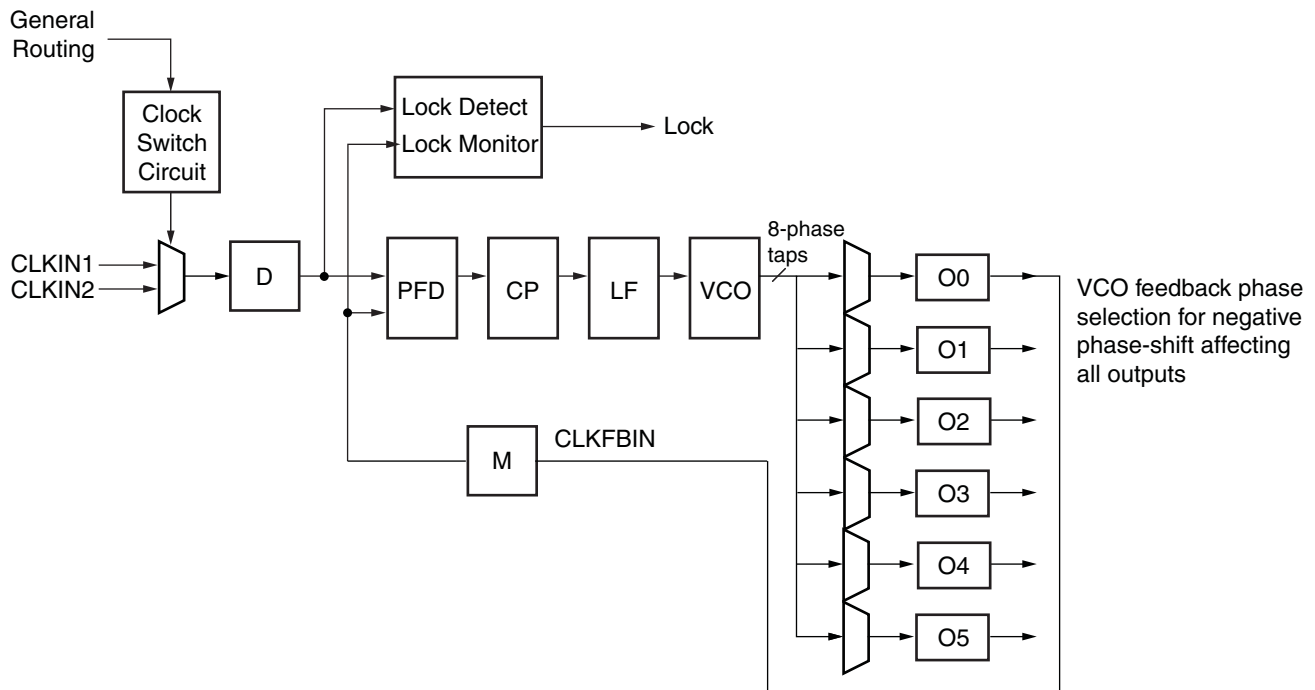 General
Routing
Clock
Switch
Circuit
Lock Detect
Lock Monitor
Lock
CLKIN1
CLKIN2
D
PFD
CP
LF
VCO
8-phase
taps
O0
O1
O2
O3
O4
O5
VCO feedback phase
selection for negative
phase-shift affecting
all outputs
M
CLKFBIN